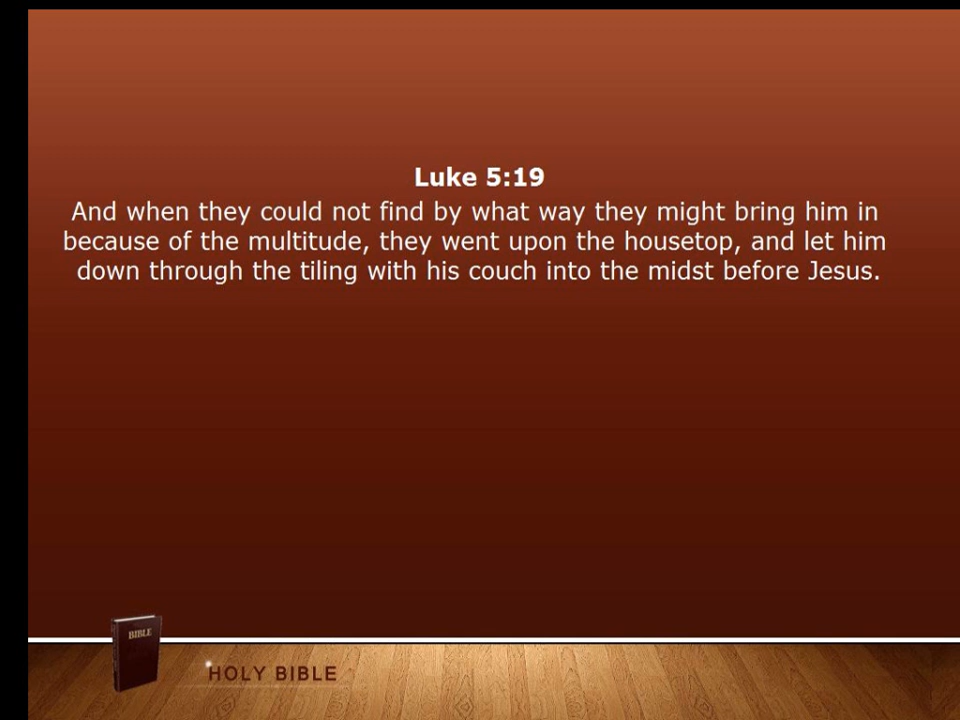 Luke 5:19
And when they could not find by what way they might bring him in
because of the multitude, they went upon the housetop, and let him
down through the tiling with his couch into the midst before Jesus.
BIBLE
HOLY BIBLE